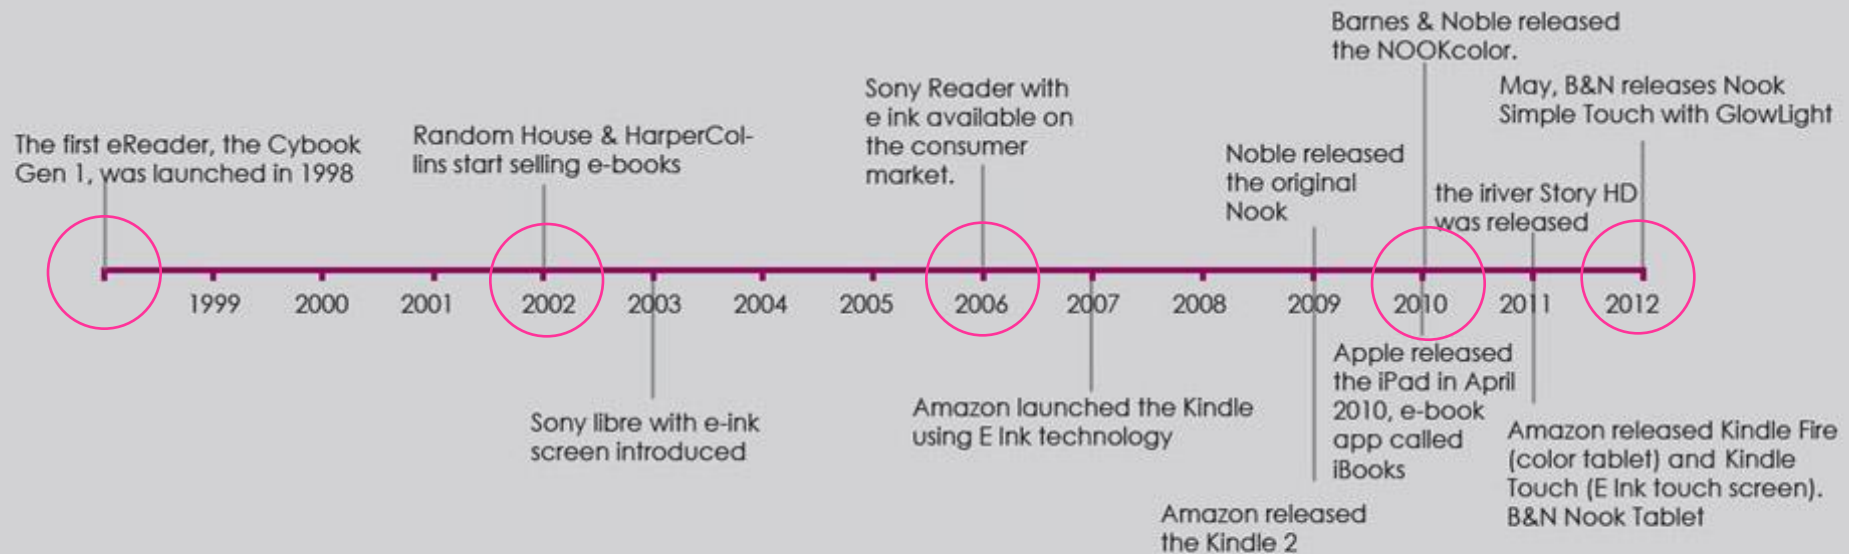 Barnes & Noble released
the NOOKcolor.
May, B&N releases Nook
Simple Touch with GlowLight
Sony Reader with
e ink available on
the consumer
market.
Random House & HarperCol-
lins start selling e-books
The first eReader, the Cybook
Gen 1, was launched in 1998
Noble released
the original
Nook
the iriver Story HD
was released
1999 2000 2001 2002 2003 2004 2005 2006 2007 2008 2009 2010 2011 2012
Sony libre with e-ink
screen introduced
Amazon launched the Kindle
using E Ink technology
Apple released
the iPad in April
2010, e-book
app called
iBooks
Amazon released Kindle Fire
(color tablet) and Kindle
Touch (E Ink touch screen).
B&N Nook Tablet
Amazon released
the Kindle 2